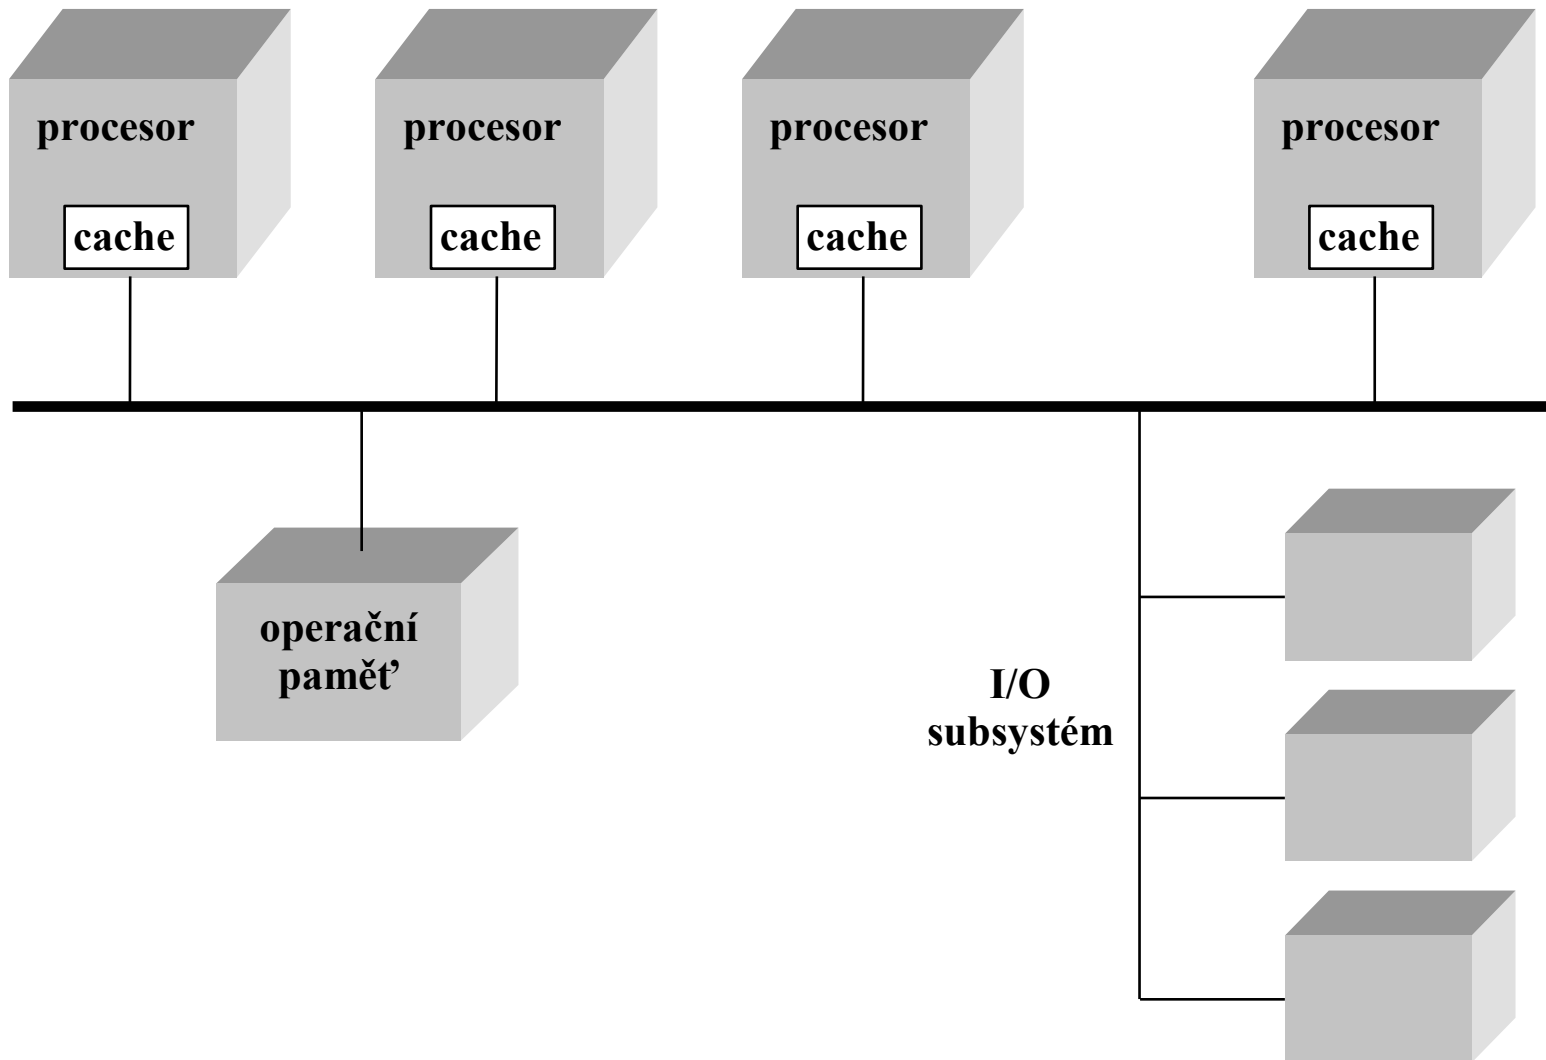 procesor
procesor
procesor
procesor
cache
cache
cache
cache
operační
paměť
I/O
subsystém